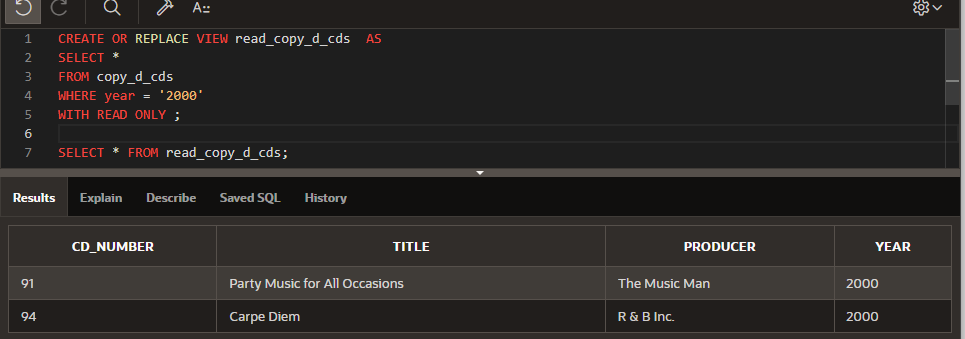 A::
1 CREATE OR REPLACE VIEW read_copy_d_cds  AS
2 SELECT *
3 FROM copy_d_cds
4 WHERE year = '2000'
5 WITH READ ONLY ;
6
7 SELECT * FROM read_copy_d_cds;
Results Explain Describe Saved SQL History
CD_NUMBER TITLE PRODUCER YEAR
91 Party Music for All Occasions The Music Man 2000
94 Carpe Diem R & B Inc. 2000